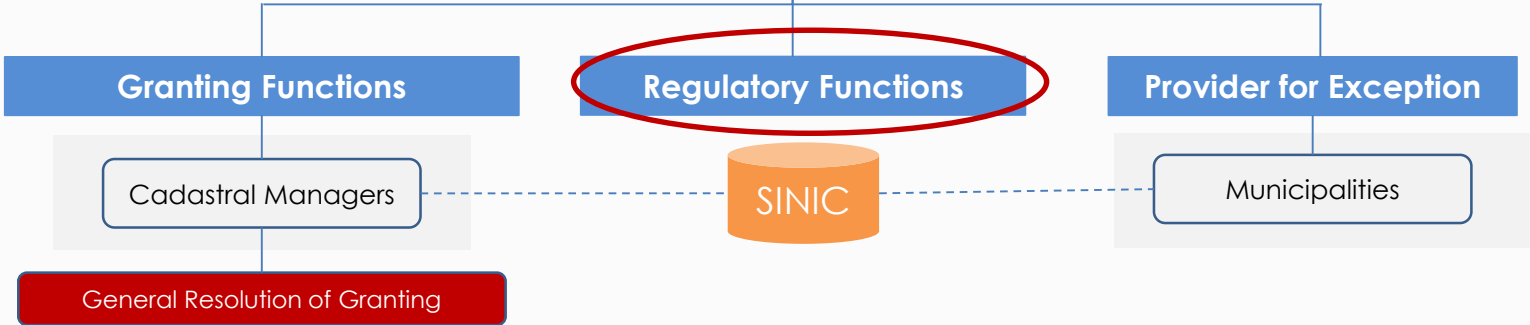 Granting Functions
Regulatory Functions
Provider for Exception
Cadastral Managers
SINIC
Municipalities
General Resolution of Granting